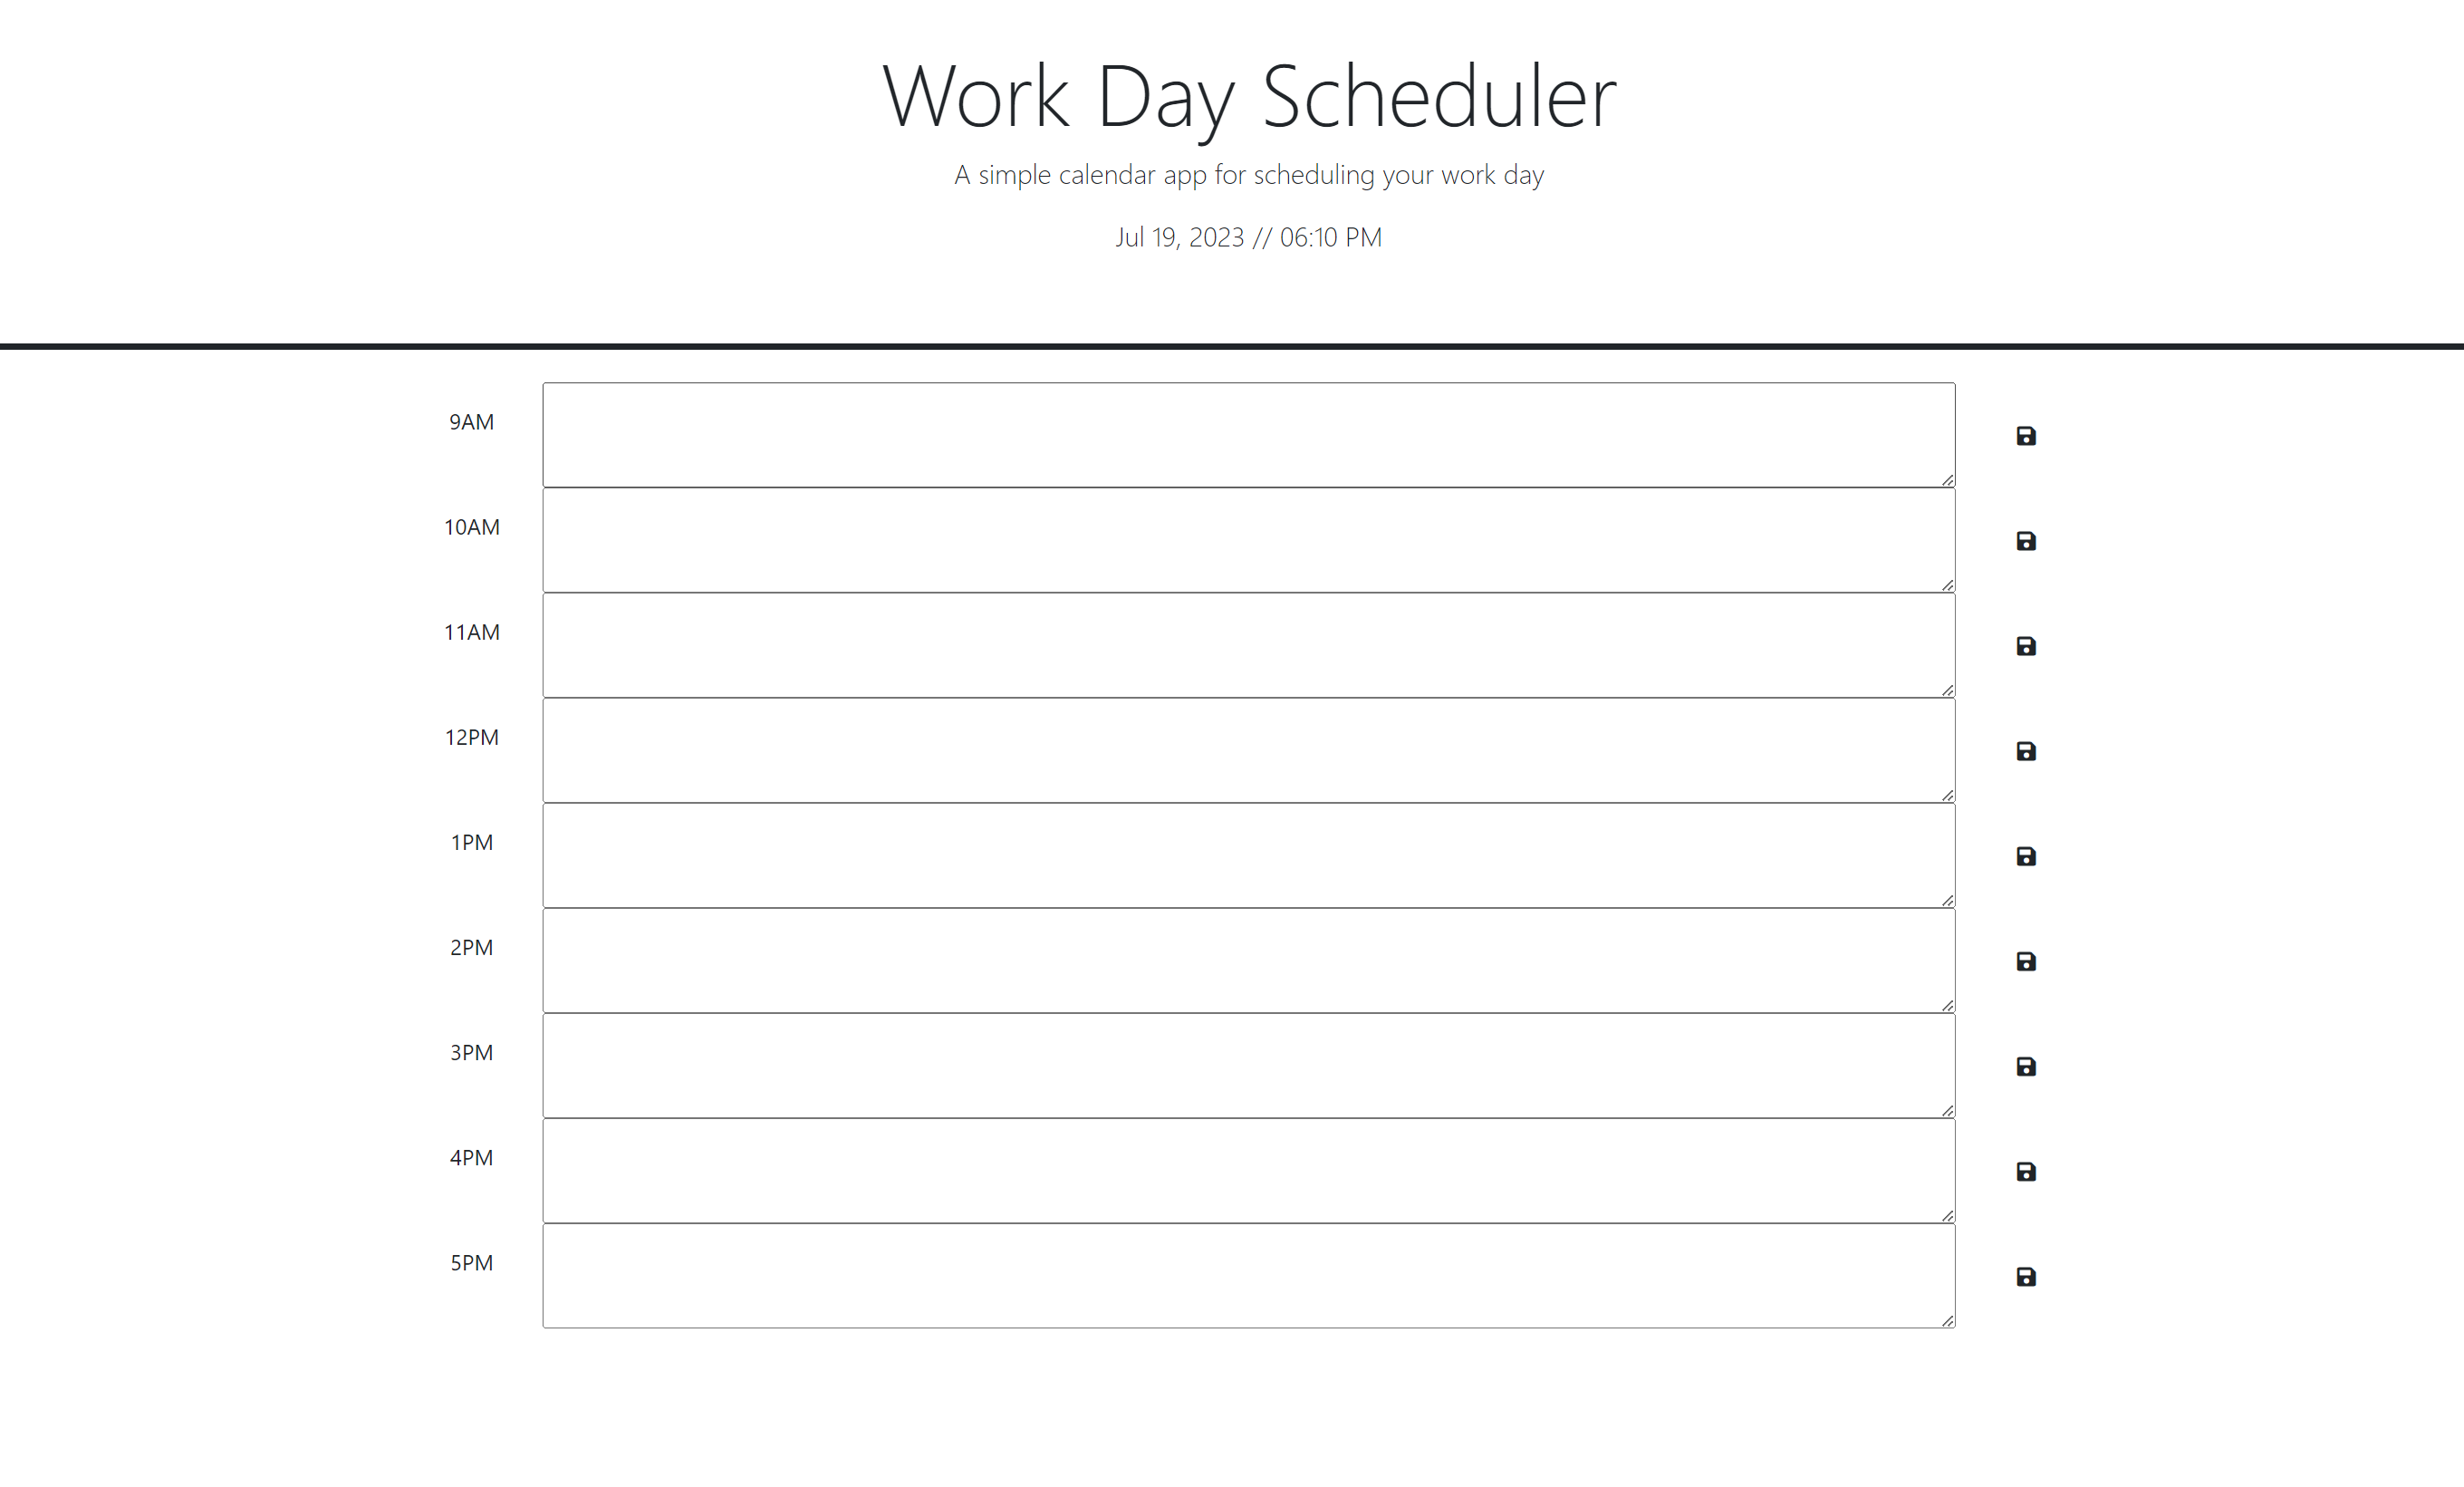 Work Day Scheduler
A simple calendar app for scheduling your work day
Jul 19, 2023 // 06:10 PM
9AM
10AM
11AM
12PM
1PM
2PM
3PM
4PM
5PM